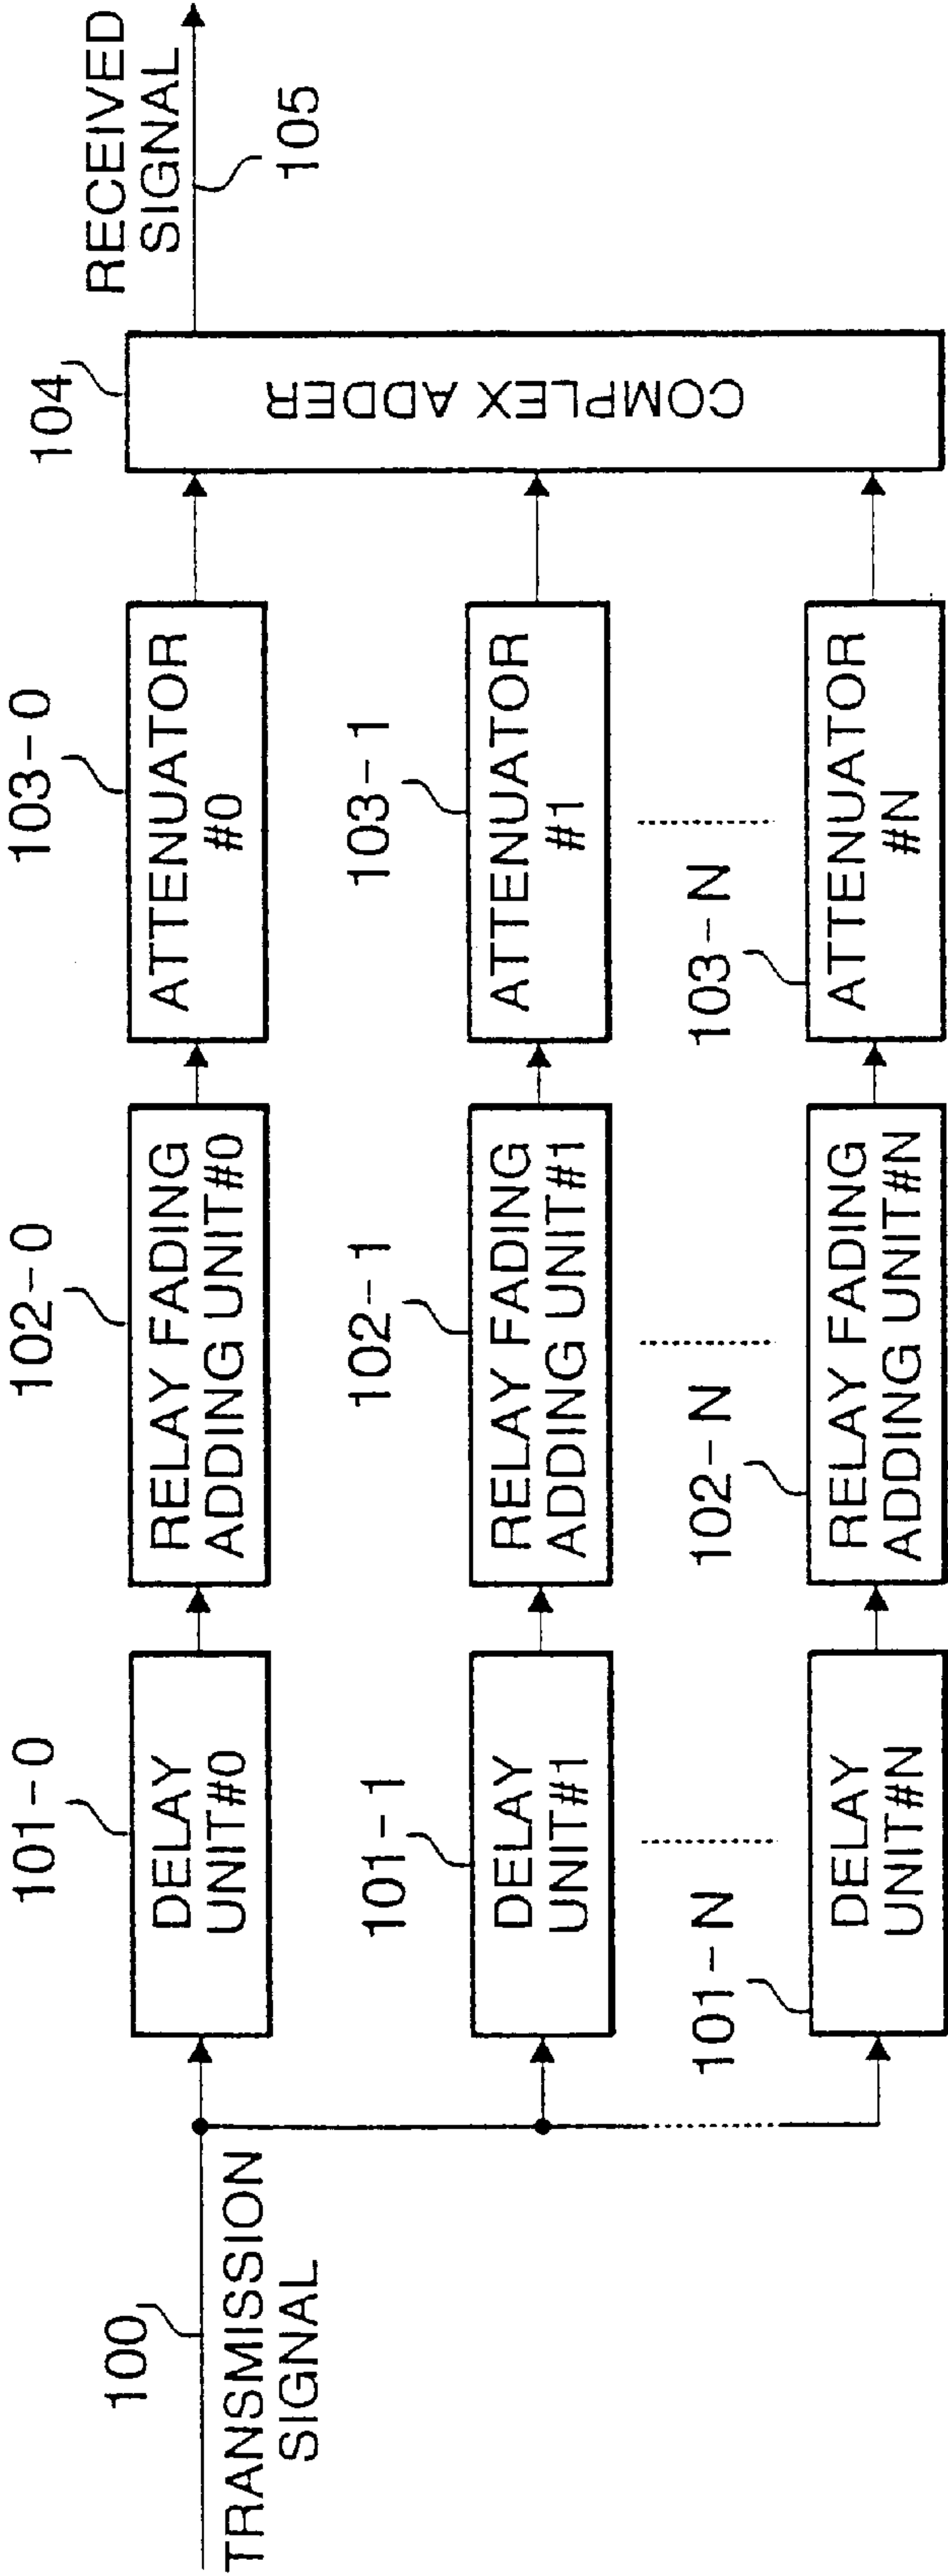 100
TRANSMISSION
SIGNAL
101-0
DELAY
UNIT#0
102-0
RELAY FADING
ADDING UNIT#0
103-0
ATTENUATOR
#0
104
COMPLEX ADDER
RECEIVED
SIGNAL
105
101-1
DELAY
UNIT#1
102-1
RELAY FADING
ADDING UNIT#1
103-1
ATTENUATOR
#1
101-N
DELAY
UNIT#N
102-N
RELAY FADING
ADDING UNIT#N
103-N
ATTENUATOR
#N